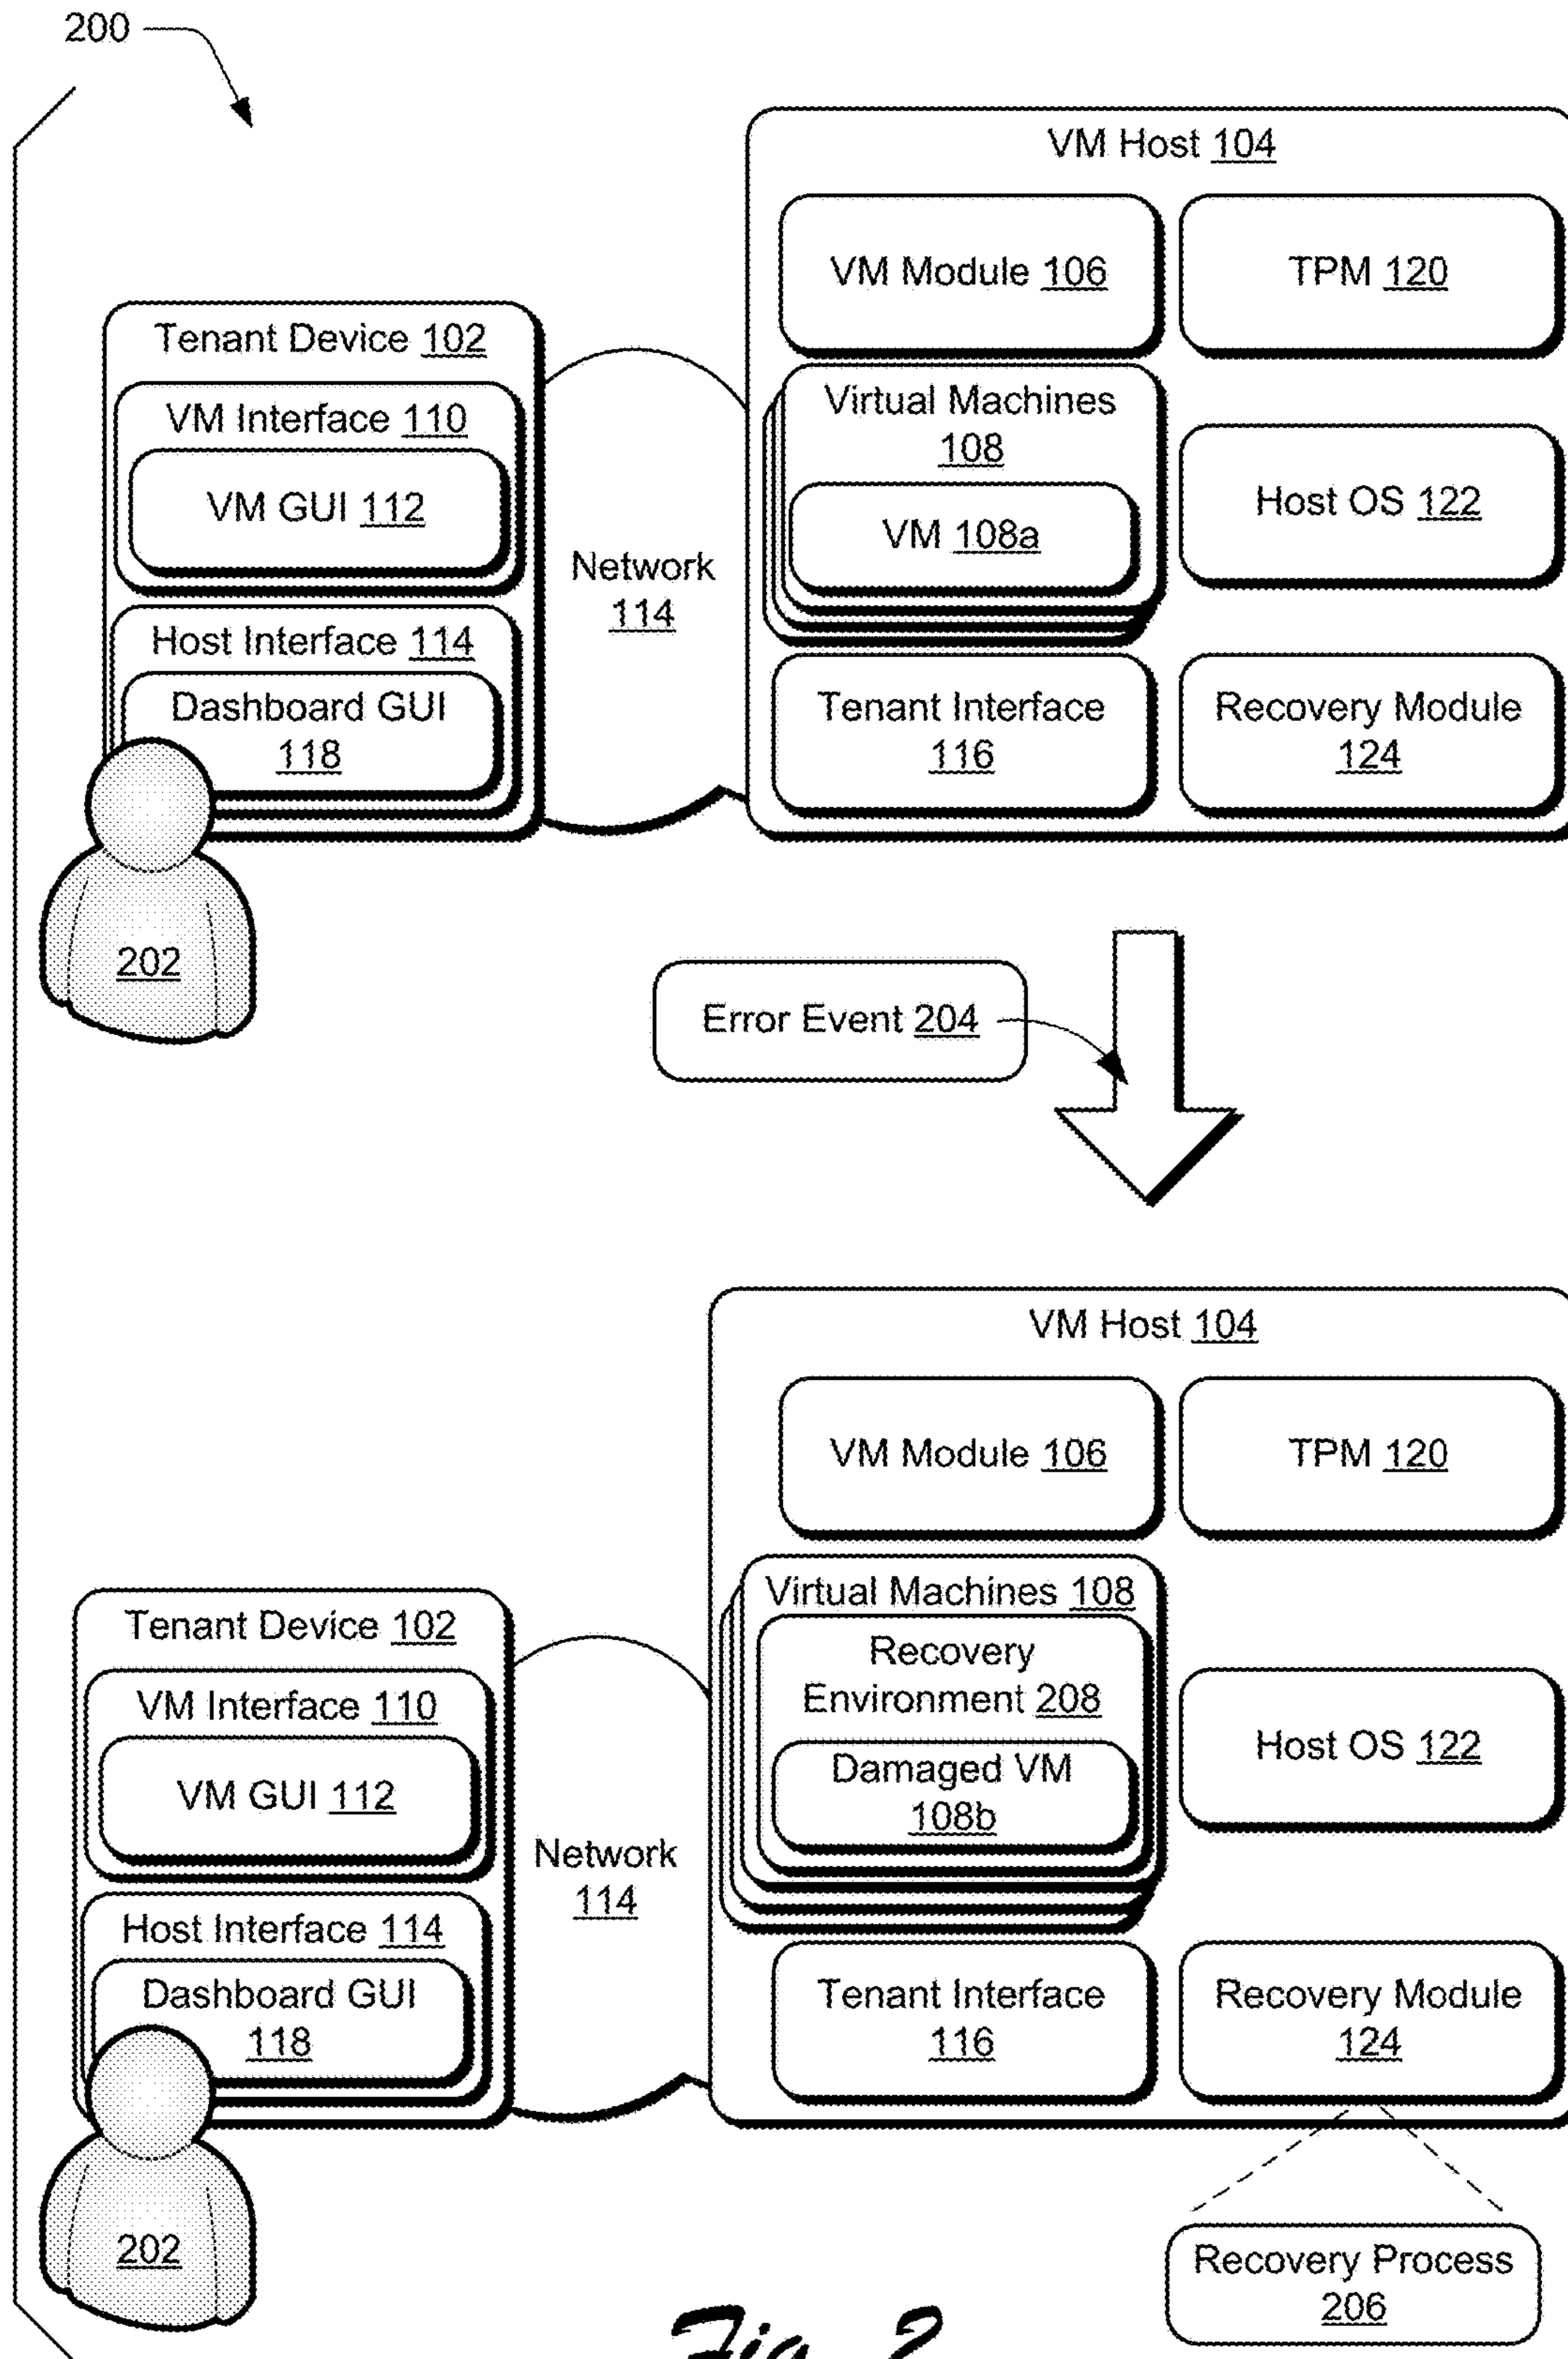 200
VM Host 104
VM Module 106
TPM 120
Tenant Device 102
VM Interface 110
VM GUI 112
Host Interface 114
Dashboard GUI
118
Network
114
Virtual Machines
108
VM 108a
Host OS 122
Tenant Interface
116
Recovery Module
124
202
Error Event 204
VM Host 104
VM Module 106
TPM 120
Tenant Device 102
VM Interface 110
VM GUI 112
Host Interface 114
Dashboard GUI
118
Network
114
Virtual Machines 108
Recovery
Environment 208
Damaged VM
108b
Host OS 122
Tenant Interface
116
Recovery Module
124
202
Recovery Process
206
Fig. 2